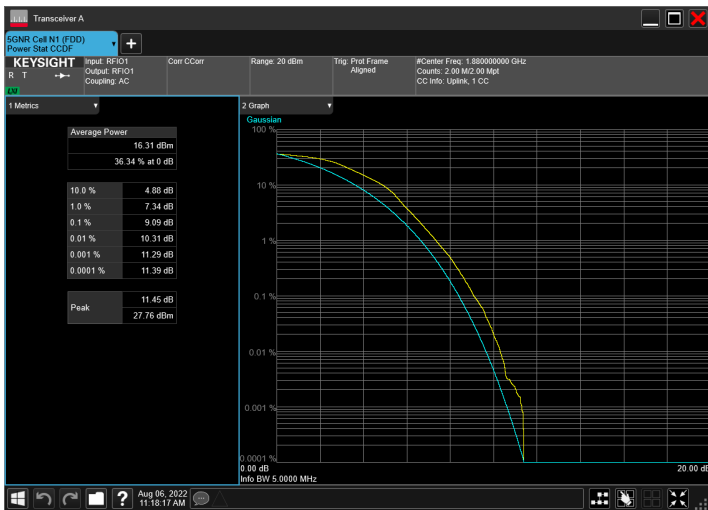 Transceiver A
5GNR Cell N1 (FDD)
Power Stat CCDF
KEYSIGHT
R T
LXI
Input: RFIO1
Output: RFIO1
Coupling: AC
Corr CCorr
Range: 20 dBm
Trig: Prot Frame
Aligned
#Center Freq: 1.880000000 GHz
Counts: 2.00 M/2.00 Mpt
CC Info: Uplink, 1 CC
1 Metrics
Average Power
16.31 dBm
36.34 % at 0 dB
10.0 % 4.88 dB
1.0 % 7.34 dB
0.1 % 9.09 dB
0.01 % 10.31 dB
0.001 % 11.29 dB
0.0001 % 11.39 dB
Peak
11.45 dB
27.76 dBm
2 Graph
Gaussian
100 %
10 %
1 %
0.1 %
0.01 %
0.001 %
0.0001 %
0.00 dB 20.00 dB
Info BW 5.0000 MHz
Aug 06, 2022
11:18:17 AM